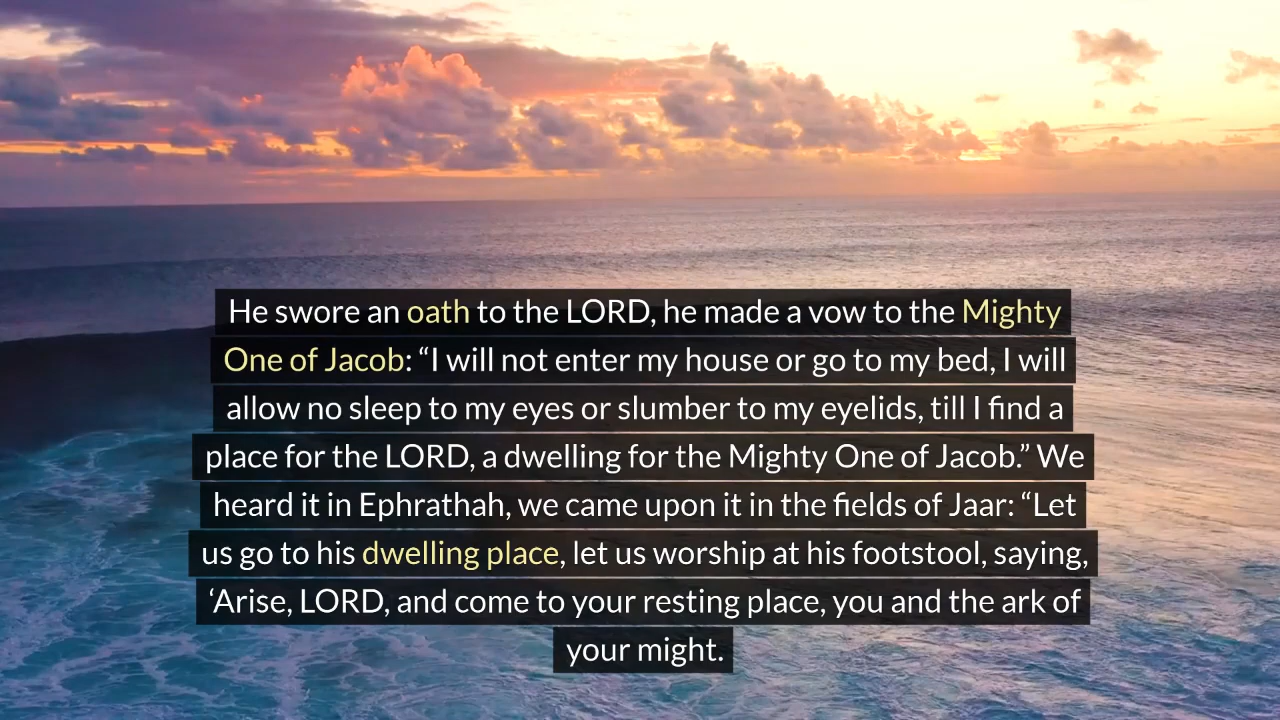 He swore an oath to the LORD, he made a vow to the Mighty
One of Jacob: “I will not enter my house or go to my bed, I will
allow no sleep to my eyes or slumber to my eyelids, till I find a
place for the LORD, a dwelling for the Mighty One of Jacob.” We
heard it in Ephrathah, we came upon it in the fields of Jaar: “Let
us go to his dwelling place, let us worship at his footstool, saying,
‘Arise, LORD, and come to your resting place, you and the ark of
your might.